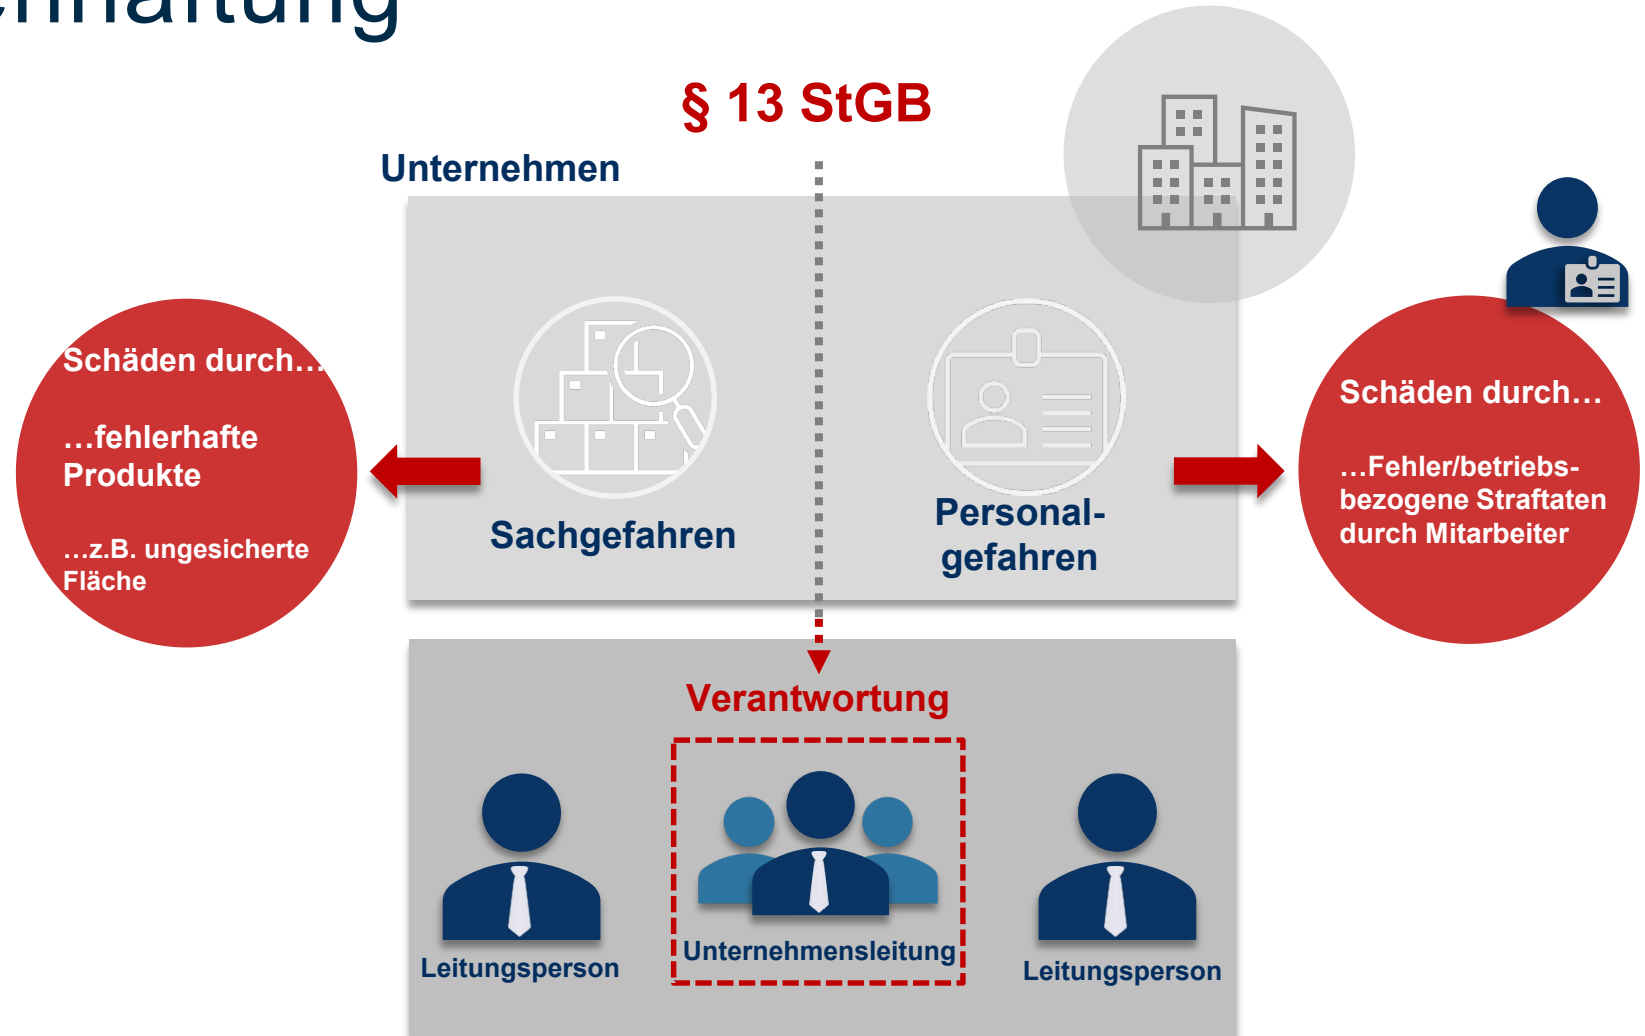 § 13 StGB
Unternehmen
Schäden durch…
…fehlerhafte
Produkte
…z.B. ungesicherte
Fläche
Sachgefahren
Personal-
gefahren
Schäden durch…
…Fehler/betriebs-
bezogene Straftaten
durch Mitarbeiter
Verantwortung
Leitungsperson
Unternehmensleitung
Leitungsperson